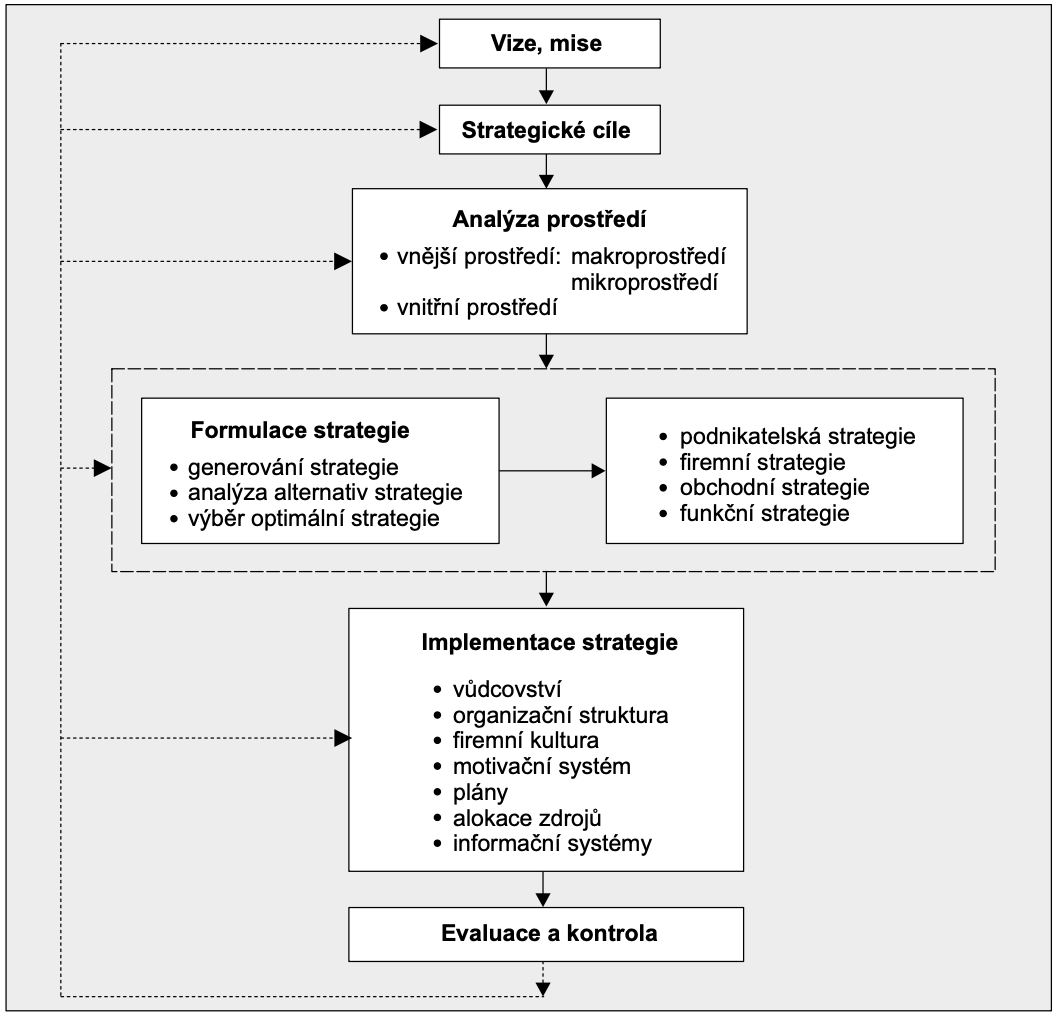 Vize, mise
Strategické cíle
Analýza prostředí
• vnější prostředí: makroprostředí
mikroprostředí
• vnitřní prostředí
Formulace strategie
• generování strategie
• analýza alternativ strategie
• výběr optimální strategie
• podnikatelská strategie
• firemní strategie
• obchodní strategie
• funkční strategie
Implementace strategie
• vůdcovství
• organizační struktura
• firemní kultura
• motivační systém
• plány
• alokace zdrojů
• informační systémy
Evaluace a kontrola